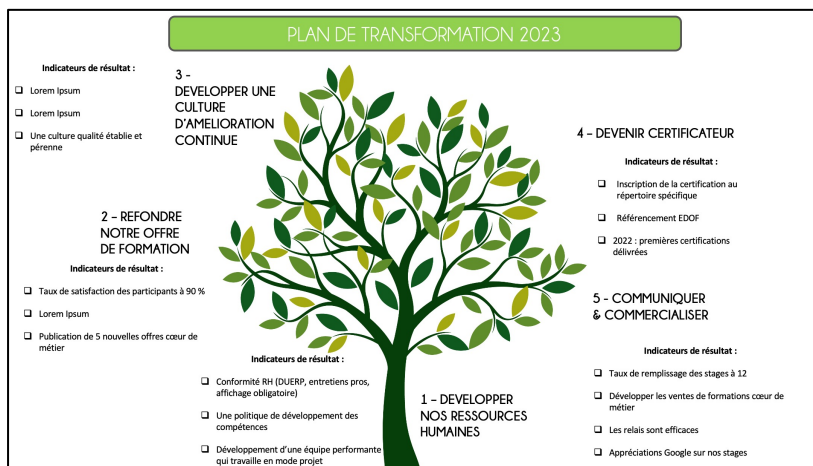 PLAN DE TRANSFORMATION 2023
Indicateurs de résultat :
Lorem Ipsum
Lorem Ipsum
Une culture qualité établie et
pérenne
3 -
DEVELOPPER UNE
CULTURE
D'AMELIORATION
CONTINUE
4 – DEVENIR CERTIFICATEUR
Indicateurs de résultat :
Inscription de la certification au
répertoire spécifique
Référencement EDOF
2022 : premières certifications
délivrées
2 – REFONDRE
NOTRE OFFRE
DE FORMATION
Indicateurs de résultat :
Taux de satisfaction des participants à 90 %
Lorem Ipsum
Publication de 5 nouvelles offres cœur de
métier
5 - COMMUNIQUER
& COMMERCIALISER
Indicateurs de résultat :
Taux de remplissage des stages à 12
Développer les ventes de formations cœur de
métier
Les relais sont efficaces
Appréciations Google sur nos stages
Indicateurs de résultat :
Conformité RH (DUERP, entretiens pros,
affichage obligatoire)
Une politique de développement des
compétences
Développement d'une équipe performante
qui travaille en mode projet
1 – DEVELOPPER
NOS RESSOURCES
HUMAINES